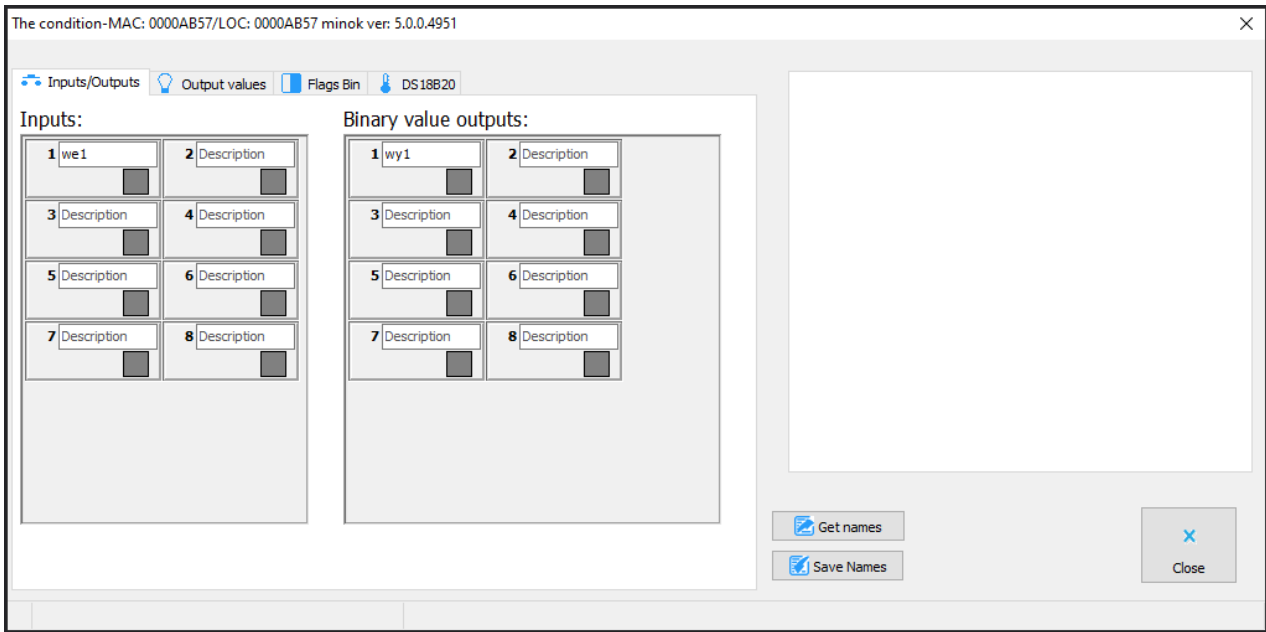 The condition-MAC: 0000AB57/LOC: 0000AB57 minok ver: 5.0.0.4951
Inputs/Outputs Output values Flags Bin DS18B20
Inputs: Binary value outputs:
1 we1 2 Description 1 wy1 2 Description
3 Description 4 Description 3 Description 4 Description
5 Description 6 Description 5 Description 6 Description
7 Description 8 Description 7 Description 8 Description
Get names
Save Names
Close